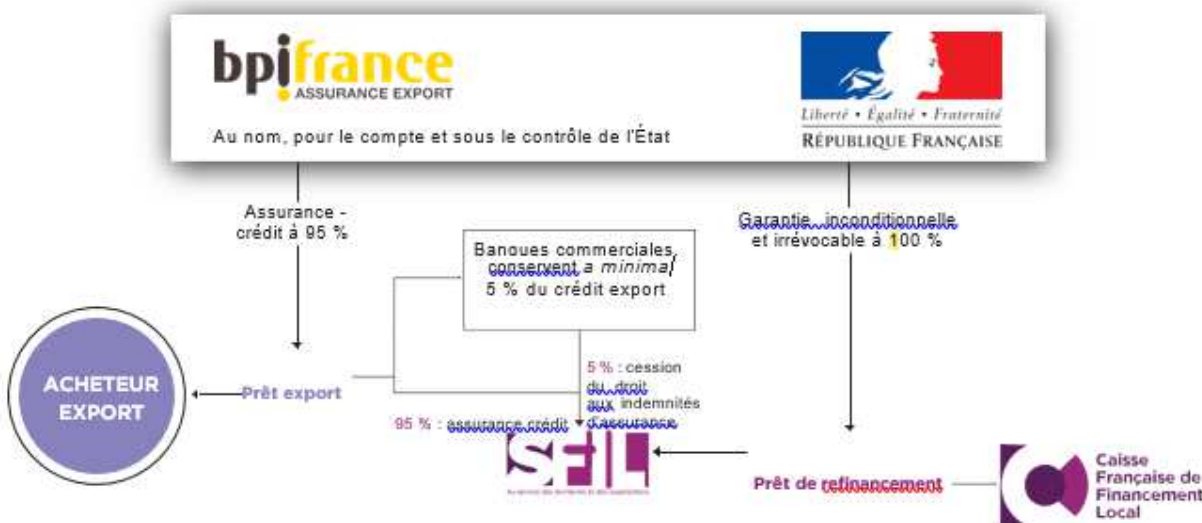 bpifrance
ASSURANCE EXPORT
Au nom, pour le compte et sous le contrôle de l'État
Liberté • Égalité • Fraternité
RÉPUBLIQUE FRANÇAISE
Assurance -
crédit à 95 %
Garantie inconditionnelle
et irrévocable à 100 %
Banques commerciales
conservent a minima
5 % du crédit export
ACHETEUR
EXPORT
Prêt export
5 % : cession
du droit
aux indemnités
d'assurance
95 % : assurance crédit
SFIL
Prêt de refinancement
Caisse
Française de
Financement
Local